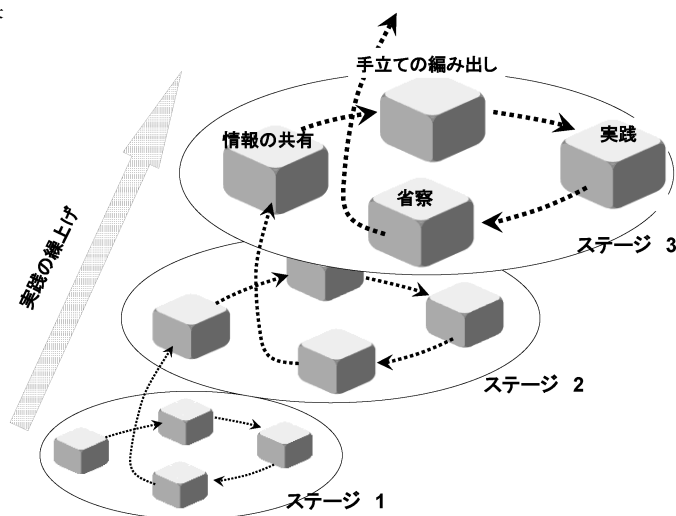 手立ての編み出し
情報の共有
実践
省察
ステージ 3
実践の繰上げ
ステージ 2
ステージ 1